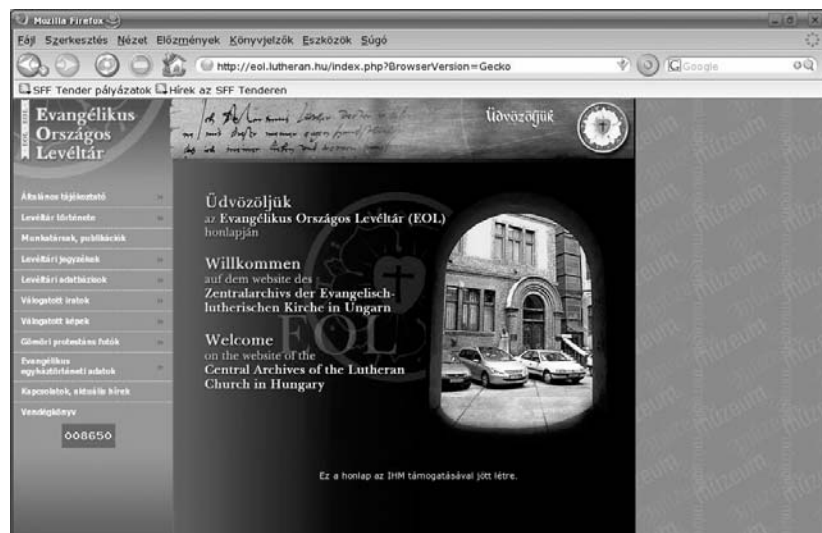 Mozilla Firefox
Fájl Szerkesztés Nézet Előzmények Könyvjelzők Eszközök Súgó
http://eol.lutheran.hu/index.php?BrowserVersion=Gecko
Google
SFF Tender pályázatok Hírek az SFF Tenderen
Evangélikus
Országos
Levéltár
Üdvözöljük
Általános tájékoztató
Levéltár története
Munkatársak, publikációk
Levéltári jegyzékek
Levéltári adatbázisok
Válogatott iratok
Válogatott képek
Gömöri protestáns fotók
Evangélikus
egyháztörténeti adatok
Kapcsolatok, aktuális hírek
Vendégkönyv
008650
Üdvözöljük
az Evangélikus Országos Levéltár (EOL)
honlapján
Willkommen
auf dem website des
Zentralarchivs der Evangelisch-
lutherischen Kirche in Ungarn
Welcome
on the website of the
Central Archives of the Lutheran
Church in Hungary
EOL
Ez a honlap az IHM támogatásával jött létre.